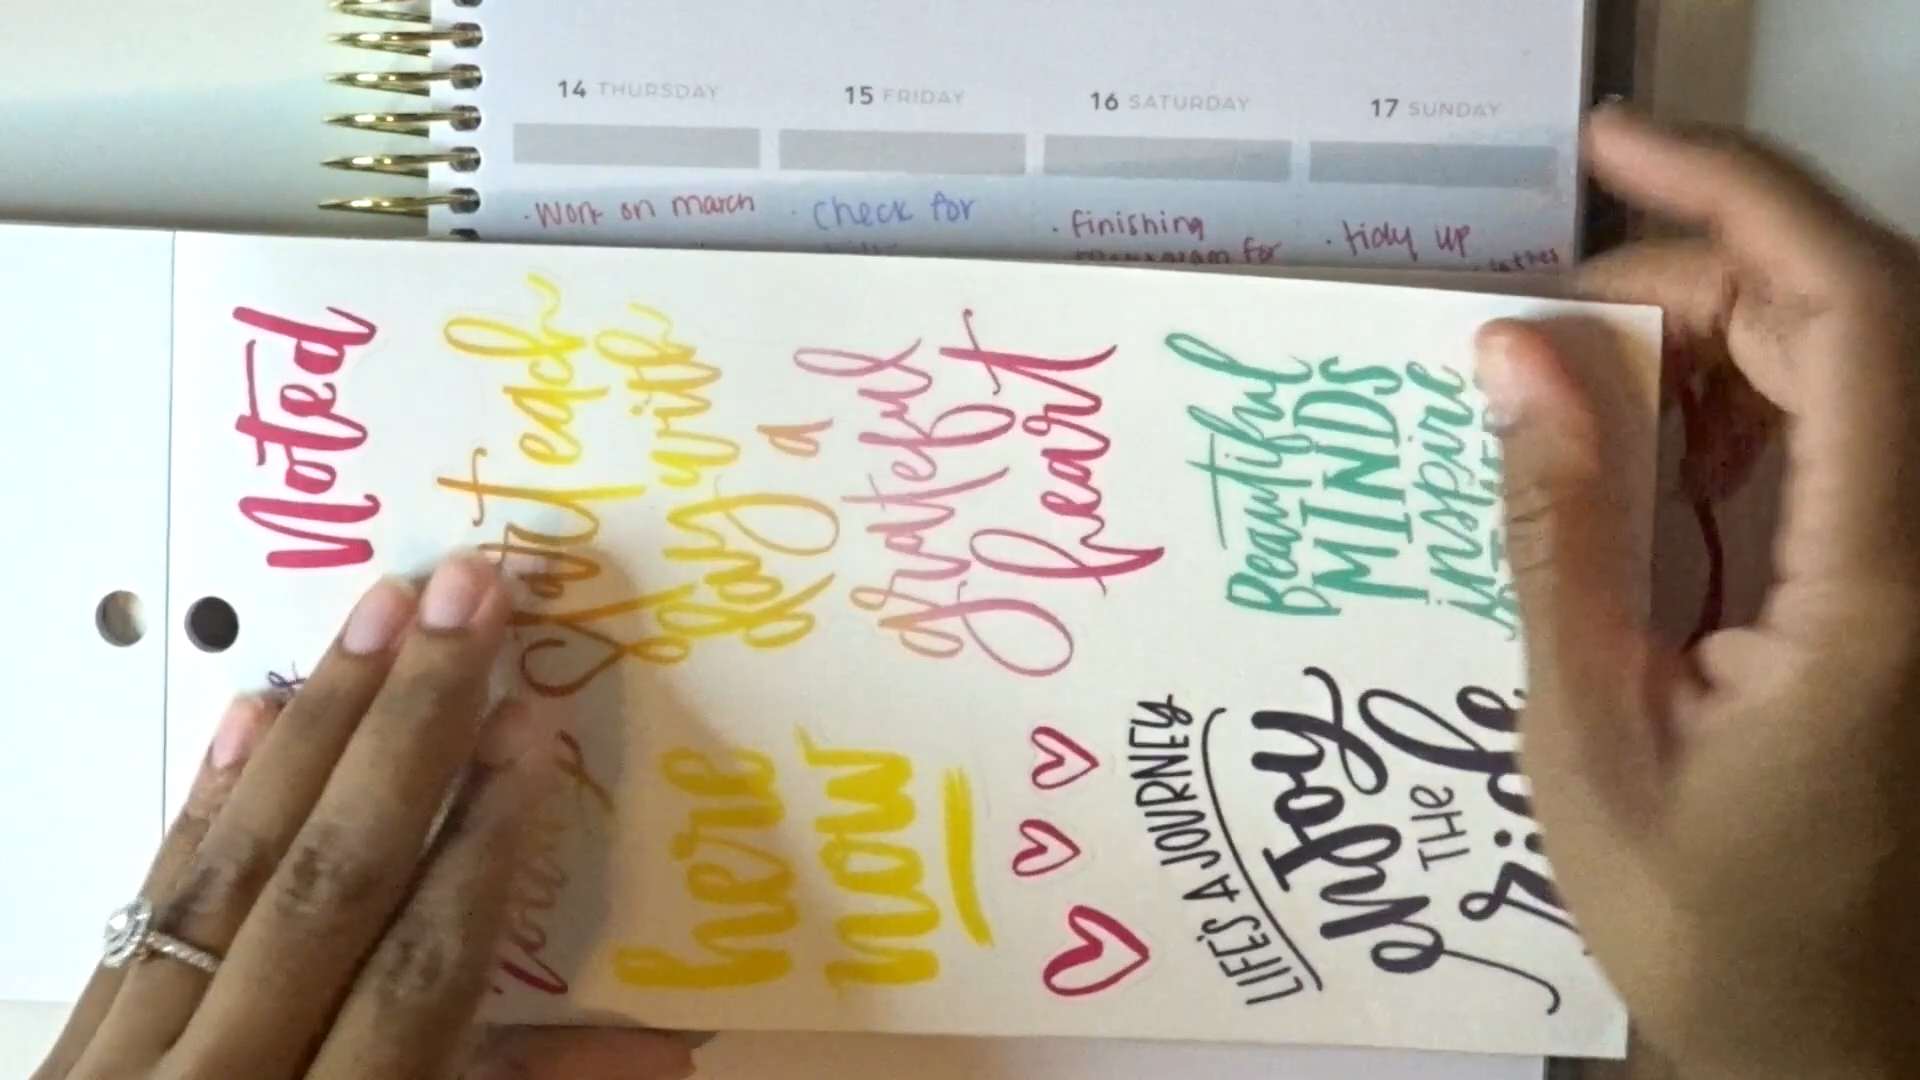 14 THURSDAY
15 FRIDAY
16 SATURDAY
17 SUNDAY
· Work on march
· Check for
· finishing
for
· tidy up
Noted
Start each
day with
a
grateful
heart
Beautiful
MINDS
inspire
here
now
LIFE'S A JOURNEY
enjoy
THE
ride